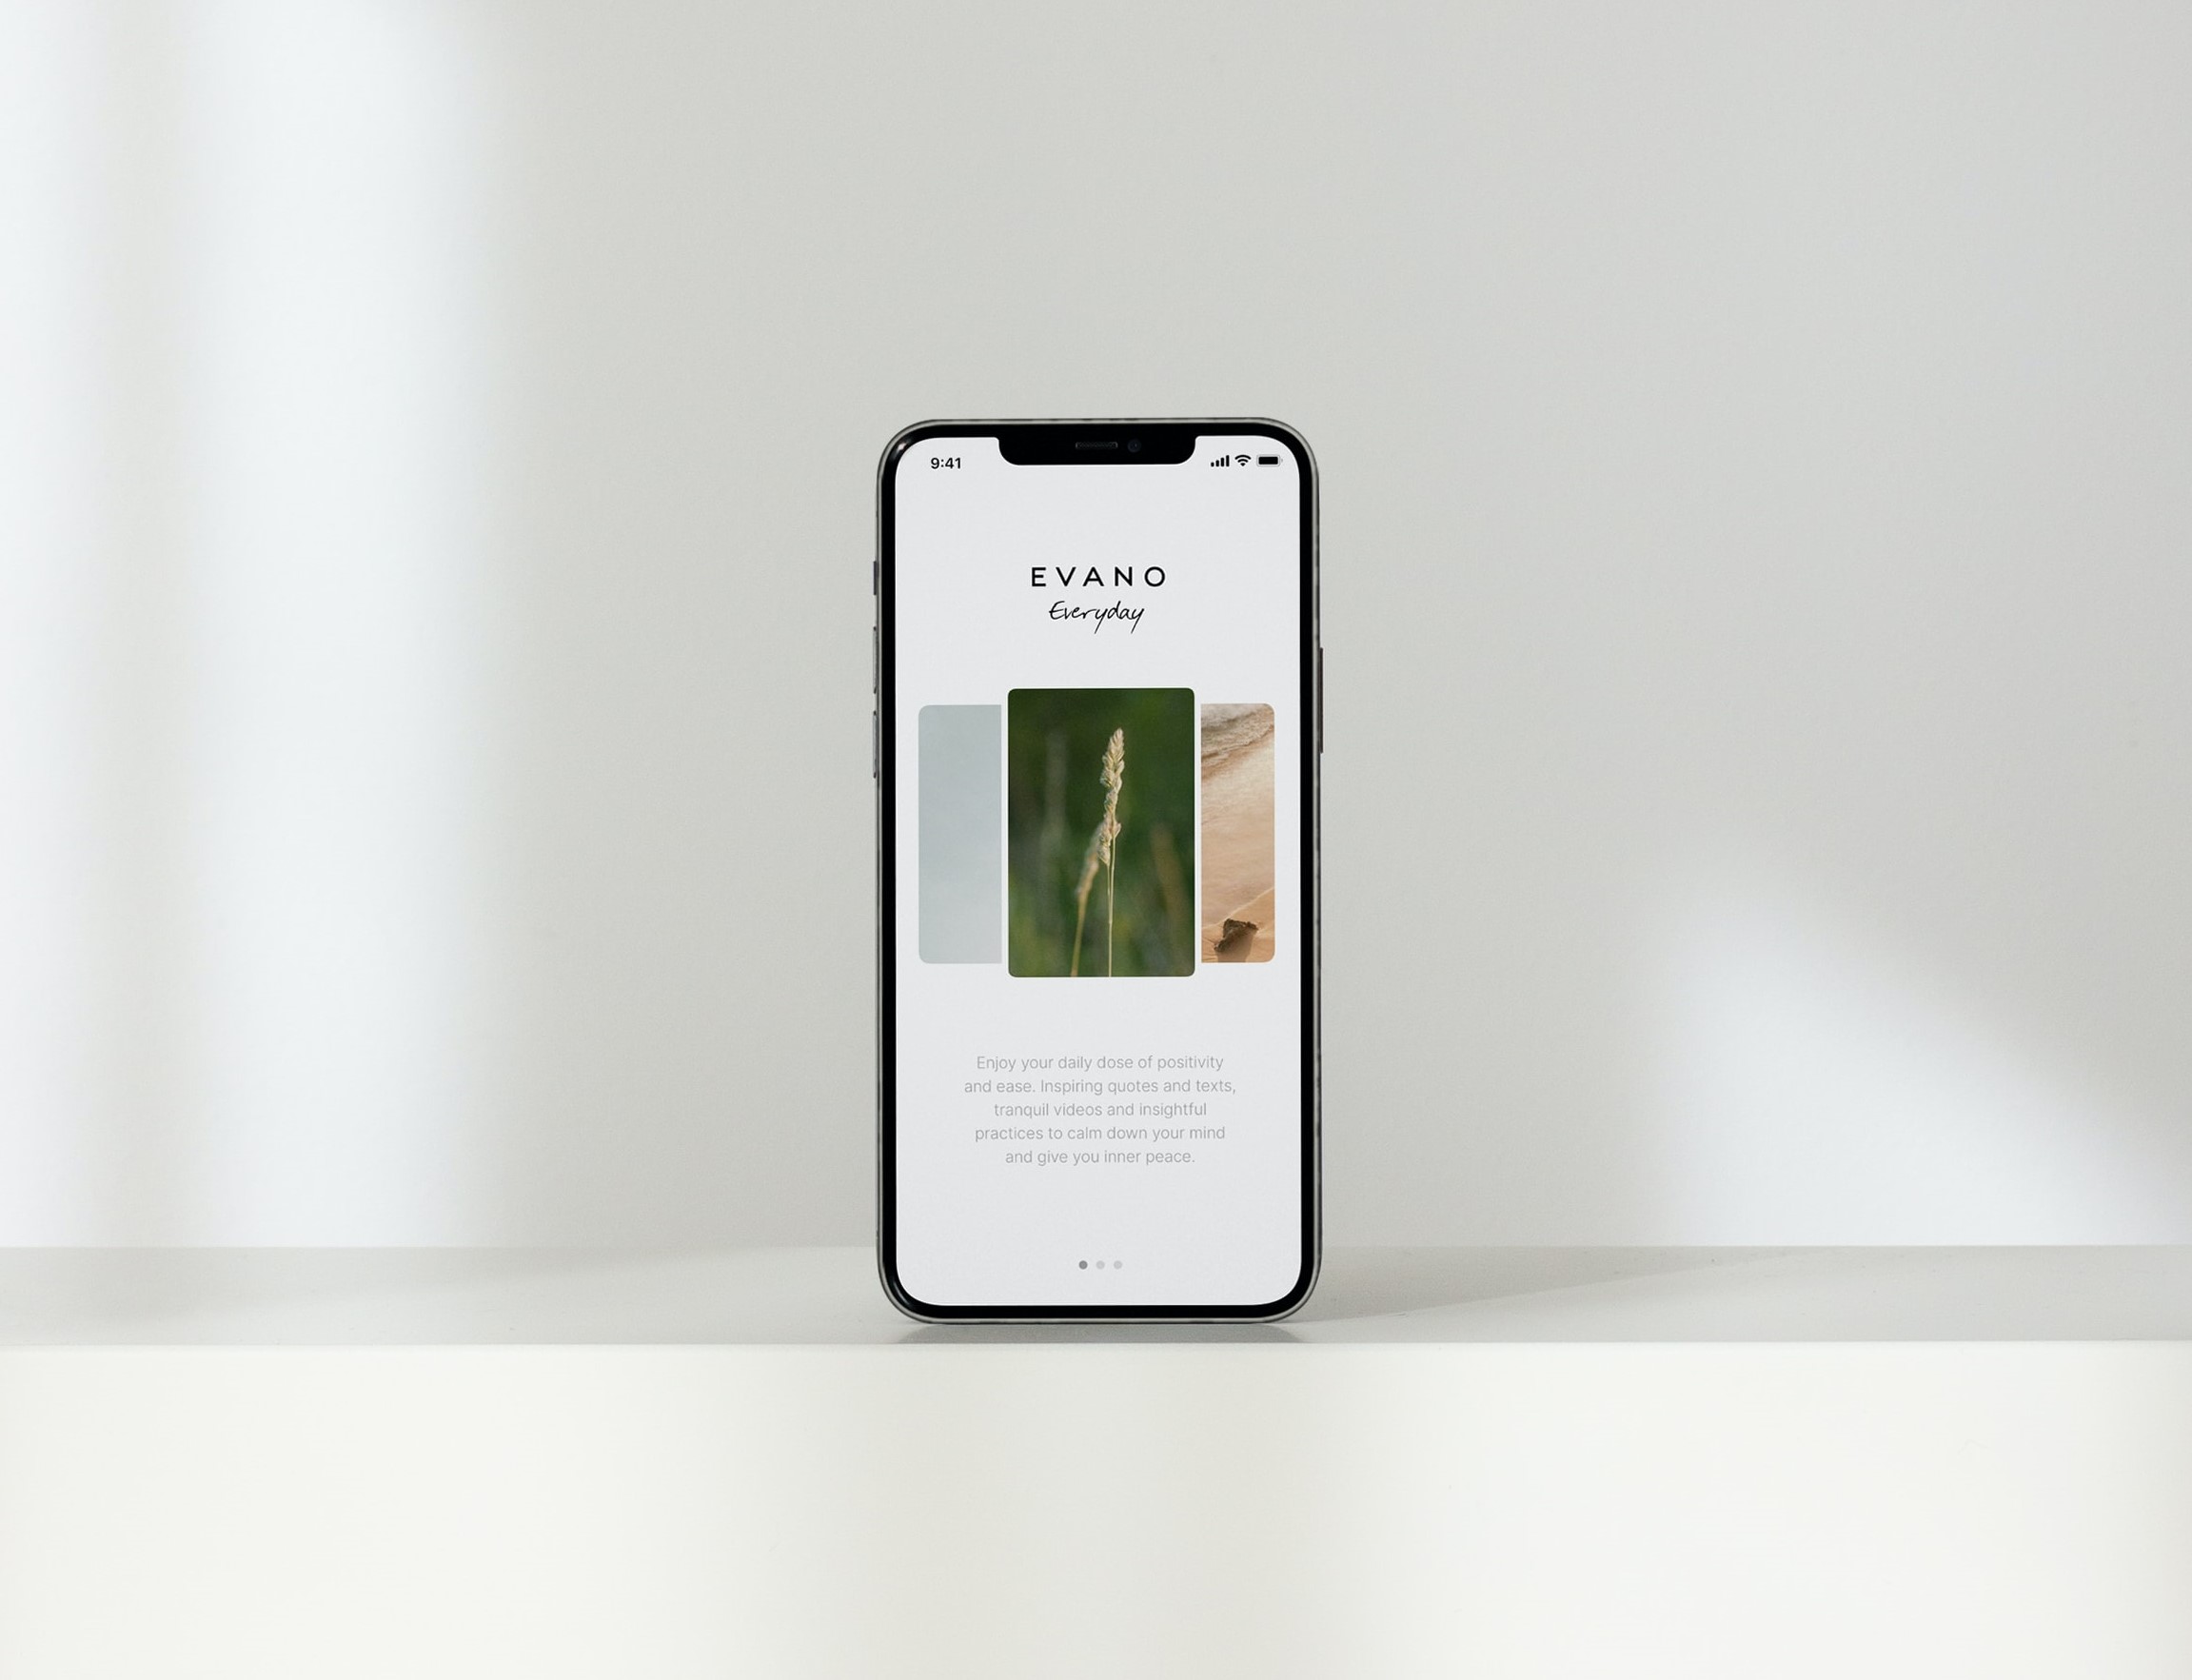 9:41
EVANO
Everyday
Enjoy your daily dose of positivity
and ease. Inspiring quotes and texts,
tranquil videos and insightful
practices to calm down your mind
and give you inner peace.